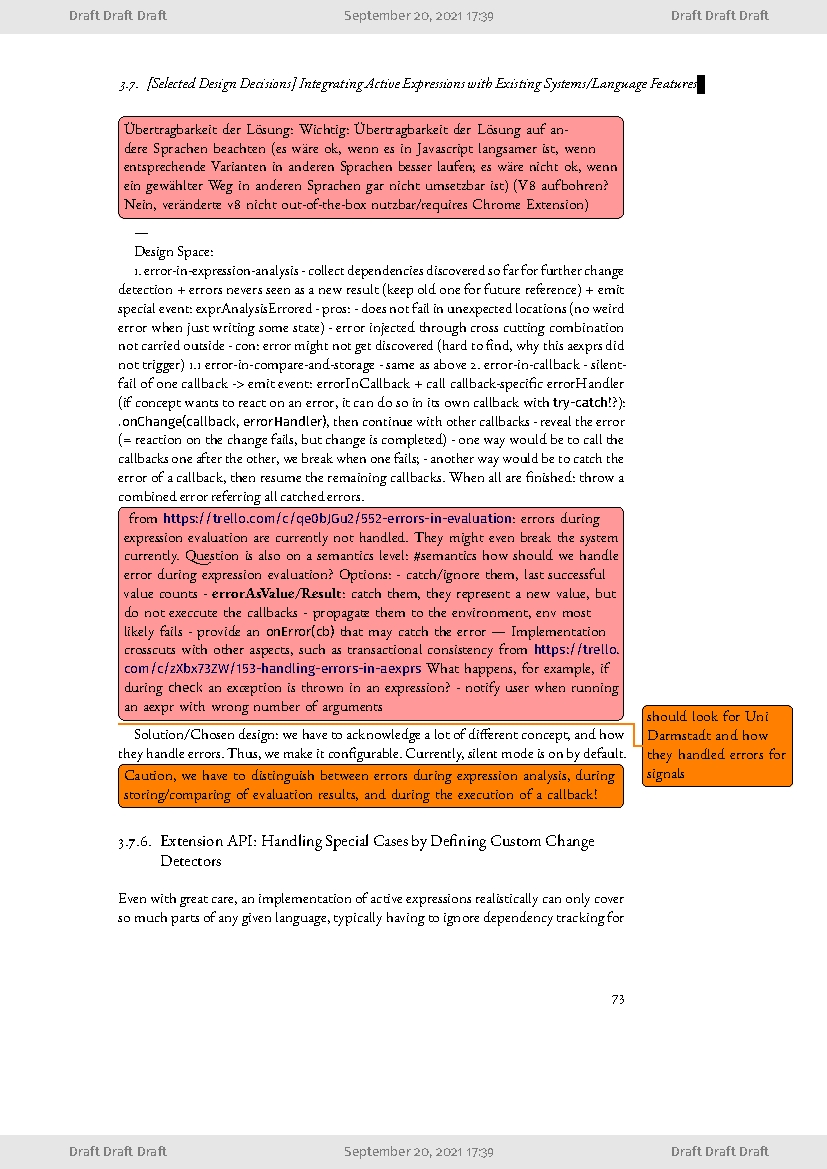 Draft Draft Draft September 20, 2021 17:39 Draft Draft Draft
3.7. [Selected Design Decisions] Integrating Active Expressions with Existing Systems/Language Features
Übertragbarkeit der Lösung: Wichtig: Übertragbarkeit der Lösung auf an-
dere Sprachen beachten (es wäre ok, wenn es in Javascript langsamer ist, wenn
entsprechende Varianten in anderen Sprachen besser laufen; es wäre nicht ok, wenn
ein gewählter Weg in anderen Sprachen gar nicht umsetzbar ist) (V8 aufbohren?
Nein, veränderte v8 nicht out-of-the-box nutzbar/requires Chrome Extension)
—
Design Space:
1. error-in-expression-analysis - collect dependencies discovered so far for further change
detection + errors nevers seen as a new result (keep old one for future reference) + emit
special event: exprAnalysisErrored - pros: - does not fail in unexpected locations (no weird
error when just writing some state) - error injected through cross cutting combination
not carried outside - con: error might not get discovered (hard to find, why this aexprs did
not trigger) 1.1 error-in-compare-and-storage - same as above 2. error-in-callback - silent-
fail of one callback -> emit event: errorInCallback + call callback-specific errorHandler
(if concept wants to react on an error, it can do so in its own callback with try-catch!?):
.onChange(callback, errorHandler), then continue with other callbacks - reveal the error
(= reaction on the change fails, but change is completed) - one way would be to call the
callbacks one after the other, we break when one fails; - another way would be to catch the
error of a callback, then resume the remaining callbacks. When all are finished: throw a
combined error referring all catched errors.
from https://trello.com/c/qe0bJGu2/552-errors-in-evaluation: errors during
expression evaluation are currently not handled. They might even break the system
currently. Question is also on a semantics level: #semantics how should we handle
error during expression evaluation? Options: - catch/ignore them, last successful
value counts - errorAsValue/Result: catch them, they represent a new value, but
do not execcute the callbacks - propagate them to the environment, env most
likely fails - provide an onError(cb) that may catch the error — Implementation
crosscuts with other aspects, such as transactional consistency from https://trello.
com/c/zXbx73ZW/153-handling-errors-in-aexprs What happens, for example, if
during check an exception is thrown in an expression? - notify user when running
an aexpr with wrong number of arguments
should look for Uni
Darmstadt and how
they handled errors for
signals
Solution/Chosen design: we have to acknowledge a lot of different concept, and how
they handle errors. Thus, we make it configurable. Currently, silent mode is on by default.
Caution, we have to distinguish between errors during expression analysis, during
storing/comparing of evaluation results, and during the execution of a callback!
3.7.6. Extension API: Handling Special Cases by Defining Custom Change
Detectors
Even with great care, an implementation of active expressions realistically can only cover
so much parts of any given language, typically having to ignore dependency tracking for
73
Draft Draft Draft September 20, 2021 17:39 Draft Draft Draft